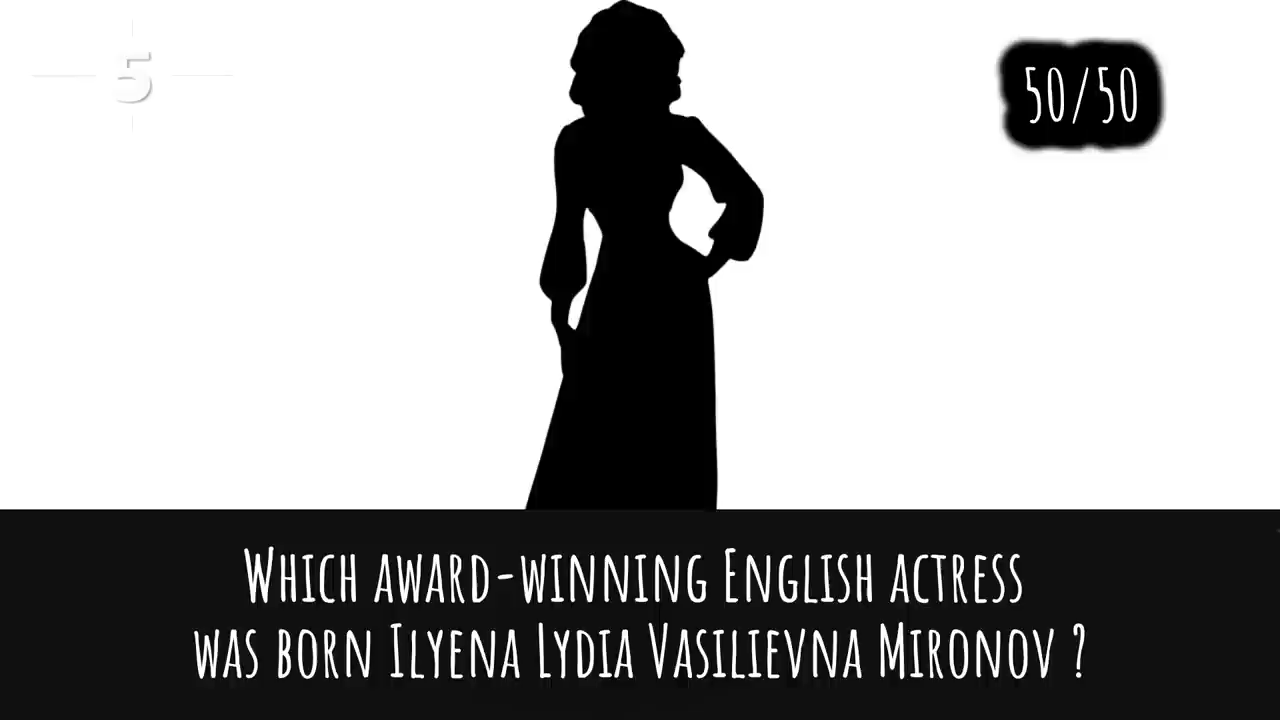 5
50/50
Which award-winning English actress
was born Ilyena Lydia Vasilievna Mironov ?